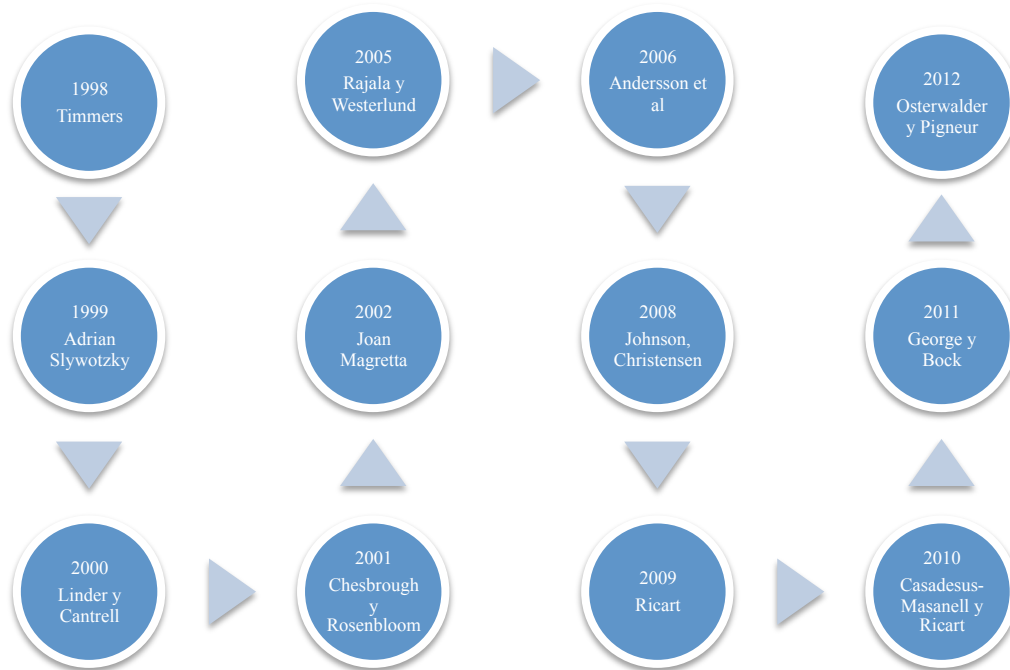 1998
Timmers
1999
Adrian
Slywotzky
2000
Linder y
Cantrell
2001
Chesbrough
y
Rosenbloom
2002
Joan
Magretta
2005
Rajala y
Westerlund
2006
Andersson et
al
2008
Johnson,
Christensen
2009
Ricart
2010
Casadesus-
Masanell y
Ricart
2011
George y
Bock
2012
Osterwalder
y Pigneur